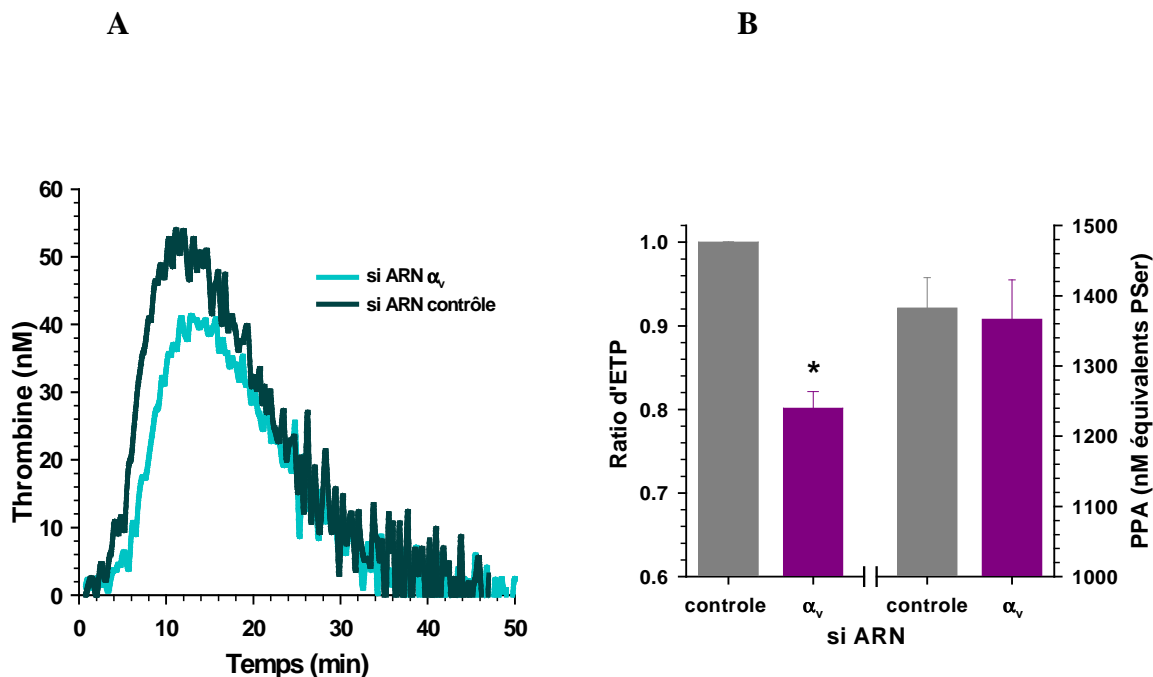 A
B
Thrombine (nM)
60
50
40
30
20
10
0
si ARN αv
si ARN contrôle
0 10 20 30 40 50
Temps (min)
Ratio d'ETP
1.0
0.9
0.8
0.7
0.6
*
1500
1400
1300
1200
1100
1000
PPA (nM équivalents PSer)
controle αv controle αv
si ARN